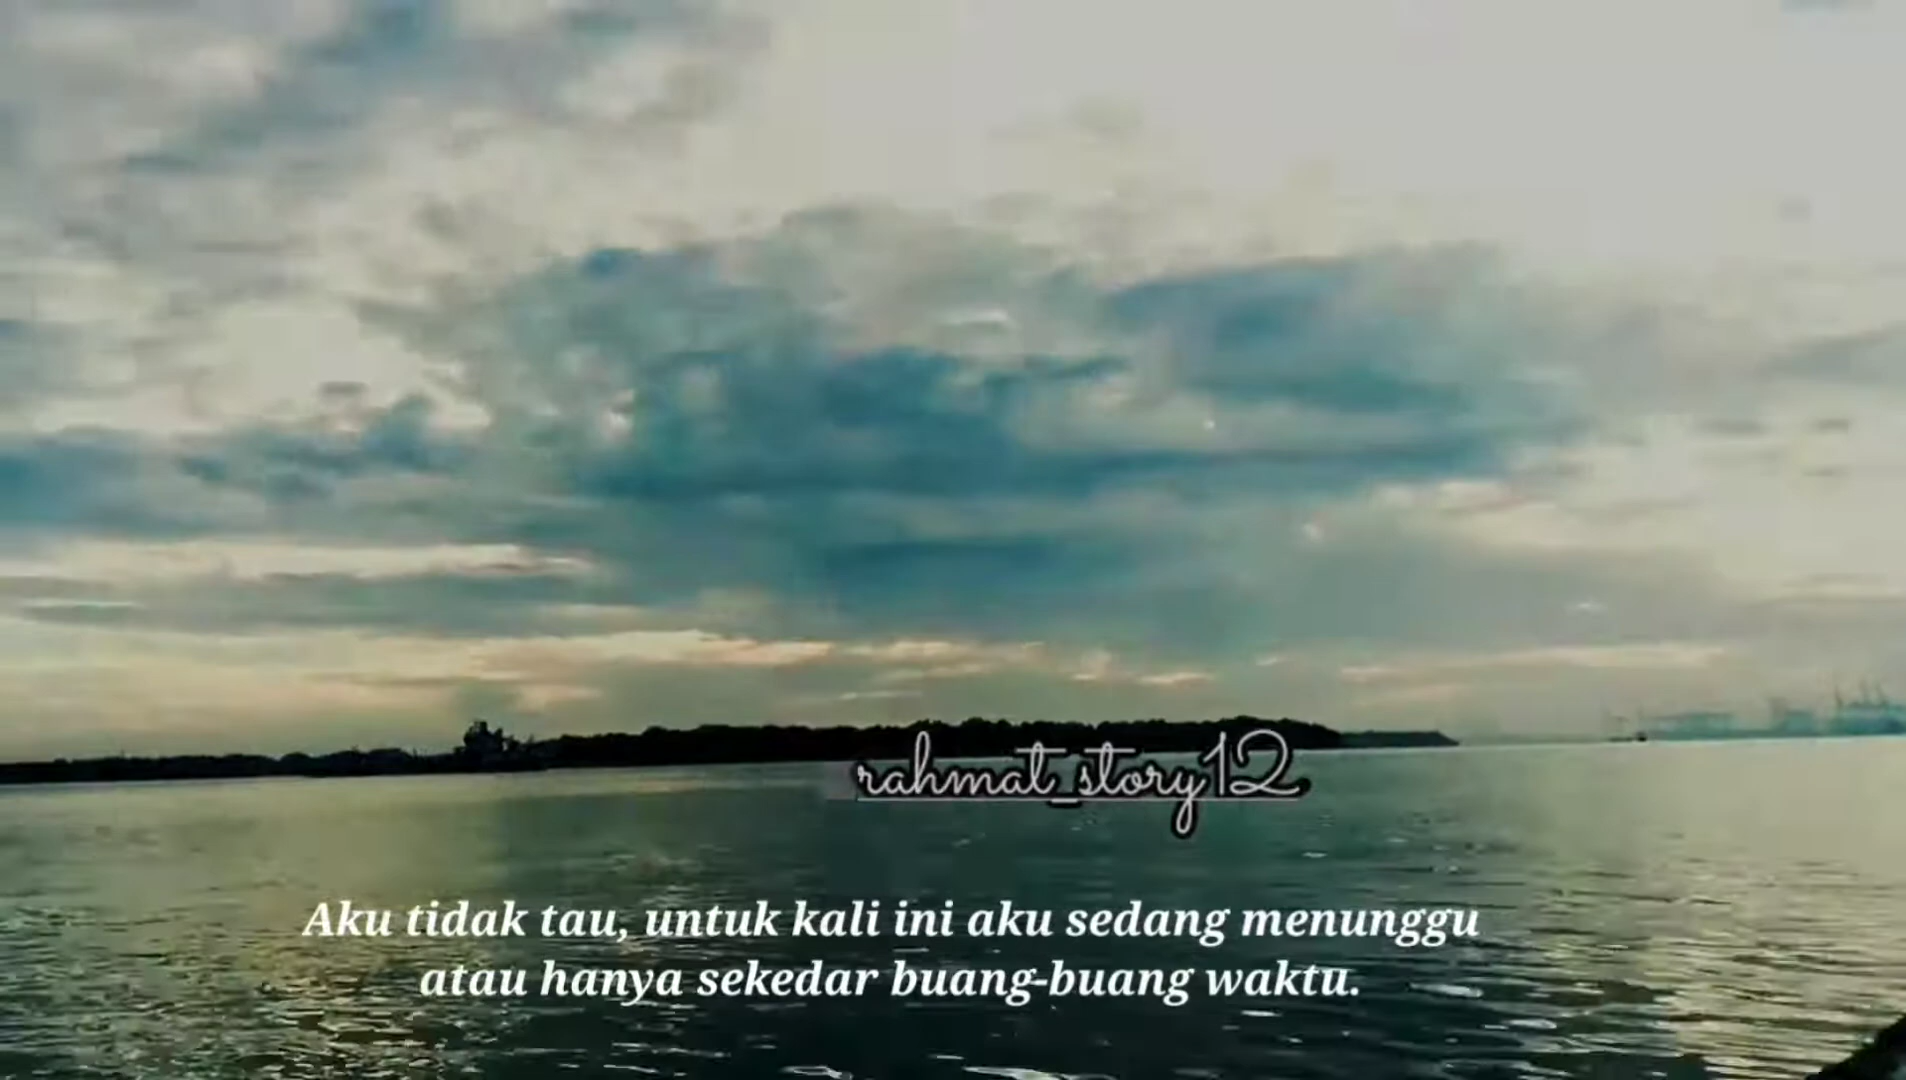 rahmat_story12
Aku tidak tau, untuk kali ini aku sedang menunggu
atau hanya sekedar buang-buang waktu.